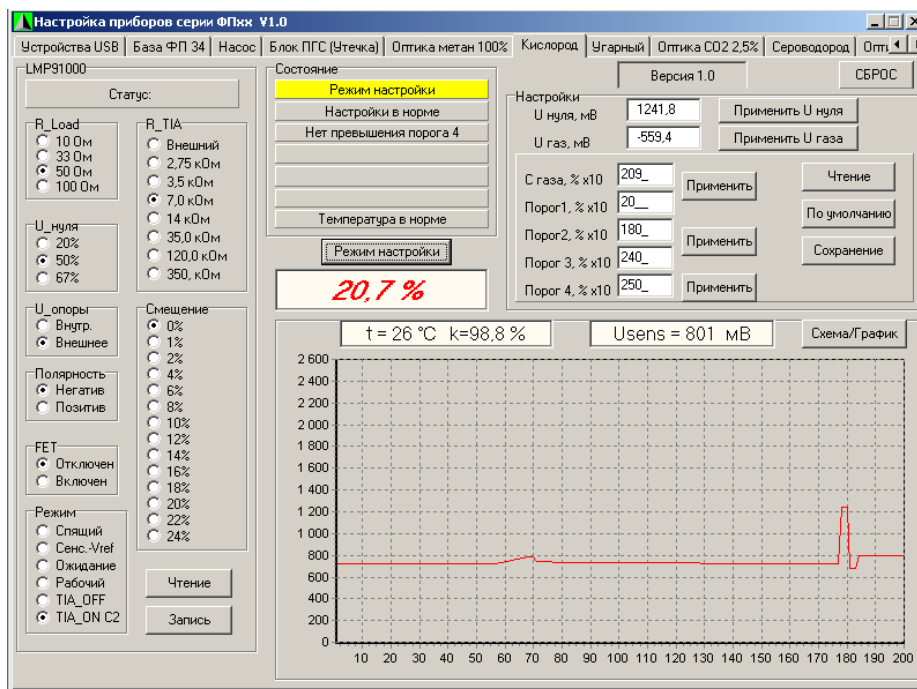 Настройка приборов серии ФПхх V1.0
Устройства USB База ФП 34 Насос Блок ПГС (Утечка) Оптика метан 100% Кислород Угарный Оптика СО2 2,5% Сероводород
LMP91000
Статус:
R_Load
10 Ом
33 Ом
50 Ом
100 Ом
R_TIA
Внешний
2,75 кОм
3,5 кОм
7,0 кОм
14 кОм
35,0 кОм
120,0 кОм
350, кОм
U_нуля
20%
50%
67%
U_опоры
Внутр.
Внешнее
Полярность
Негатив
Позитив
FET
Отключен
Включен
Режим
Спящий
Сенс.-Vref
Ожидание
Рабочий
TIA_OFF
TIA_ON C2
Смещение
0%
1%
2%
4%
6%
8%
10%
12%
14%
16%
18%
20%
22%
24%
Чтение
Запись
Состояние
Режим настройки
Настройки в норме
Нет превышения порога 4
Температура в норме
Режим настройки
20,7 %
Версия 1.0
СБРОС
Настройки
U нуля, мВ 1241,8 Применить U нуля
U газ, мВ -559,4 Применить U газа
С газа, % x10 209_ Применить
Порог1, % x10 20__
Порог2, % x10 180_ Применить
Порог 3, % x10 240_
Порог 4, % x10 250_ Применить
Чтение
По умолчанию
Сохранение
t = 26 °C k=98,8 %
Usens = 801 мВ
Схема/График
2 600
2 400
2 200
2 000
1 800
1 600
1 400
1 200
1 000
800
600
400
200
0
10 20 30 40 50 60 70 80 90 100 110 120 130 140 150 160 170 180 190 200